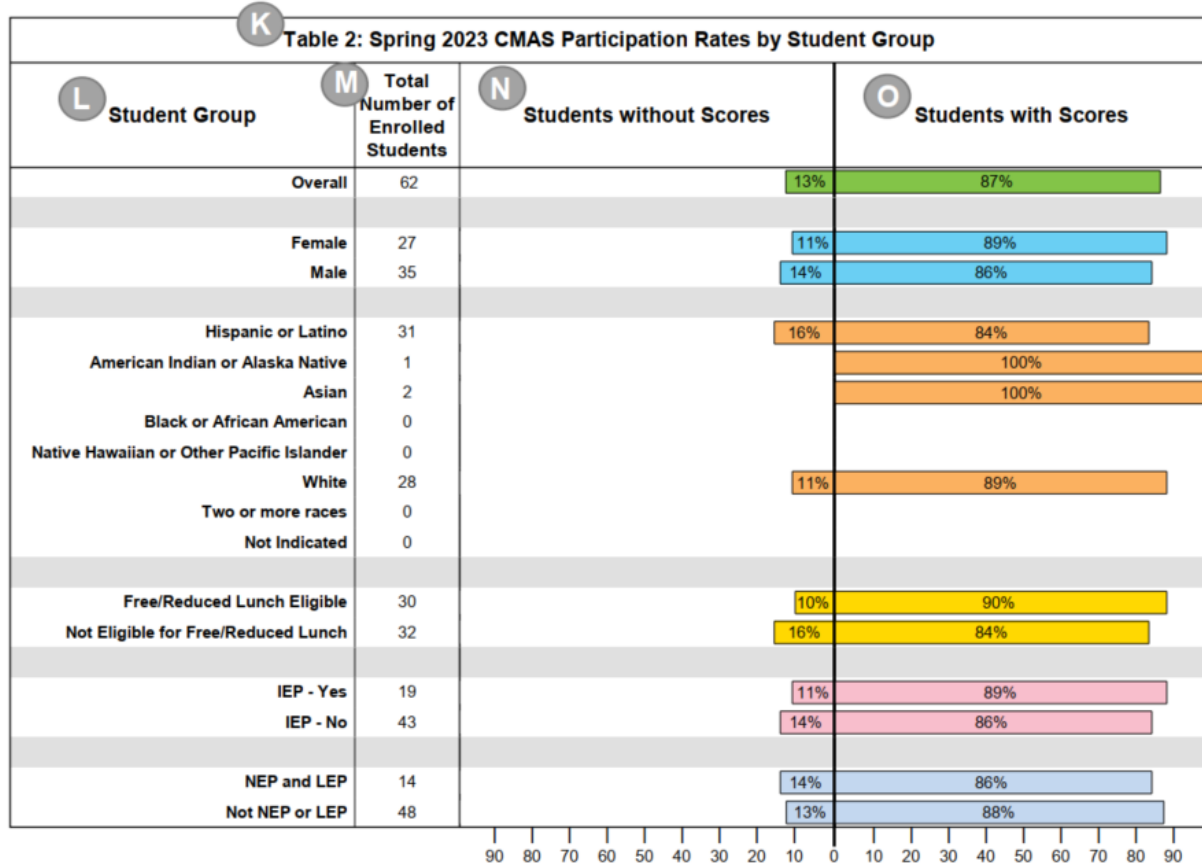 K
Table 2: Spring 2023 CMAS Participation Rates by Student Group
L Student Group
M Total Number of Enrolled Students
N Students without Scores
O Students with Scores
Overall 62 13% 87%
Female 27 11% 89%
Male 35 14% 86%
Hispanic or Latino 31 16% 84%
American Indian or Alaska Native 1 100%
Asian 2 100%
Black or African American 0
Native Hawaiian or Other Pacific Islander 0
White 28 11% 89%
Two or more races 0
Not Indicated 0
Free/Reduced Lunch Eligible 30 10% 90%
Not Eligible for Free/Reduced Lunch 32 16% 84%
IEP - Yes 19 11% 89%
IEP - No 43 14% 86%
NEP and LEP 14 14% 86%
Not NEP or LEP 48 13% 88%
90 80 70 60 50 40 30 20 10 0 10 20 30 40 50 60 70 80 90